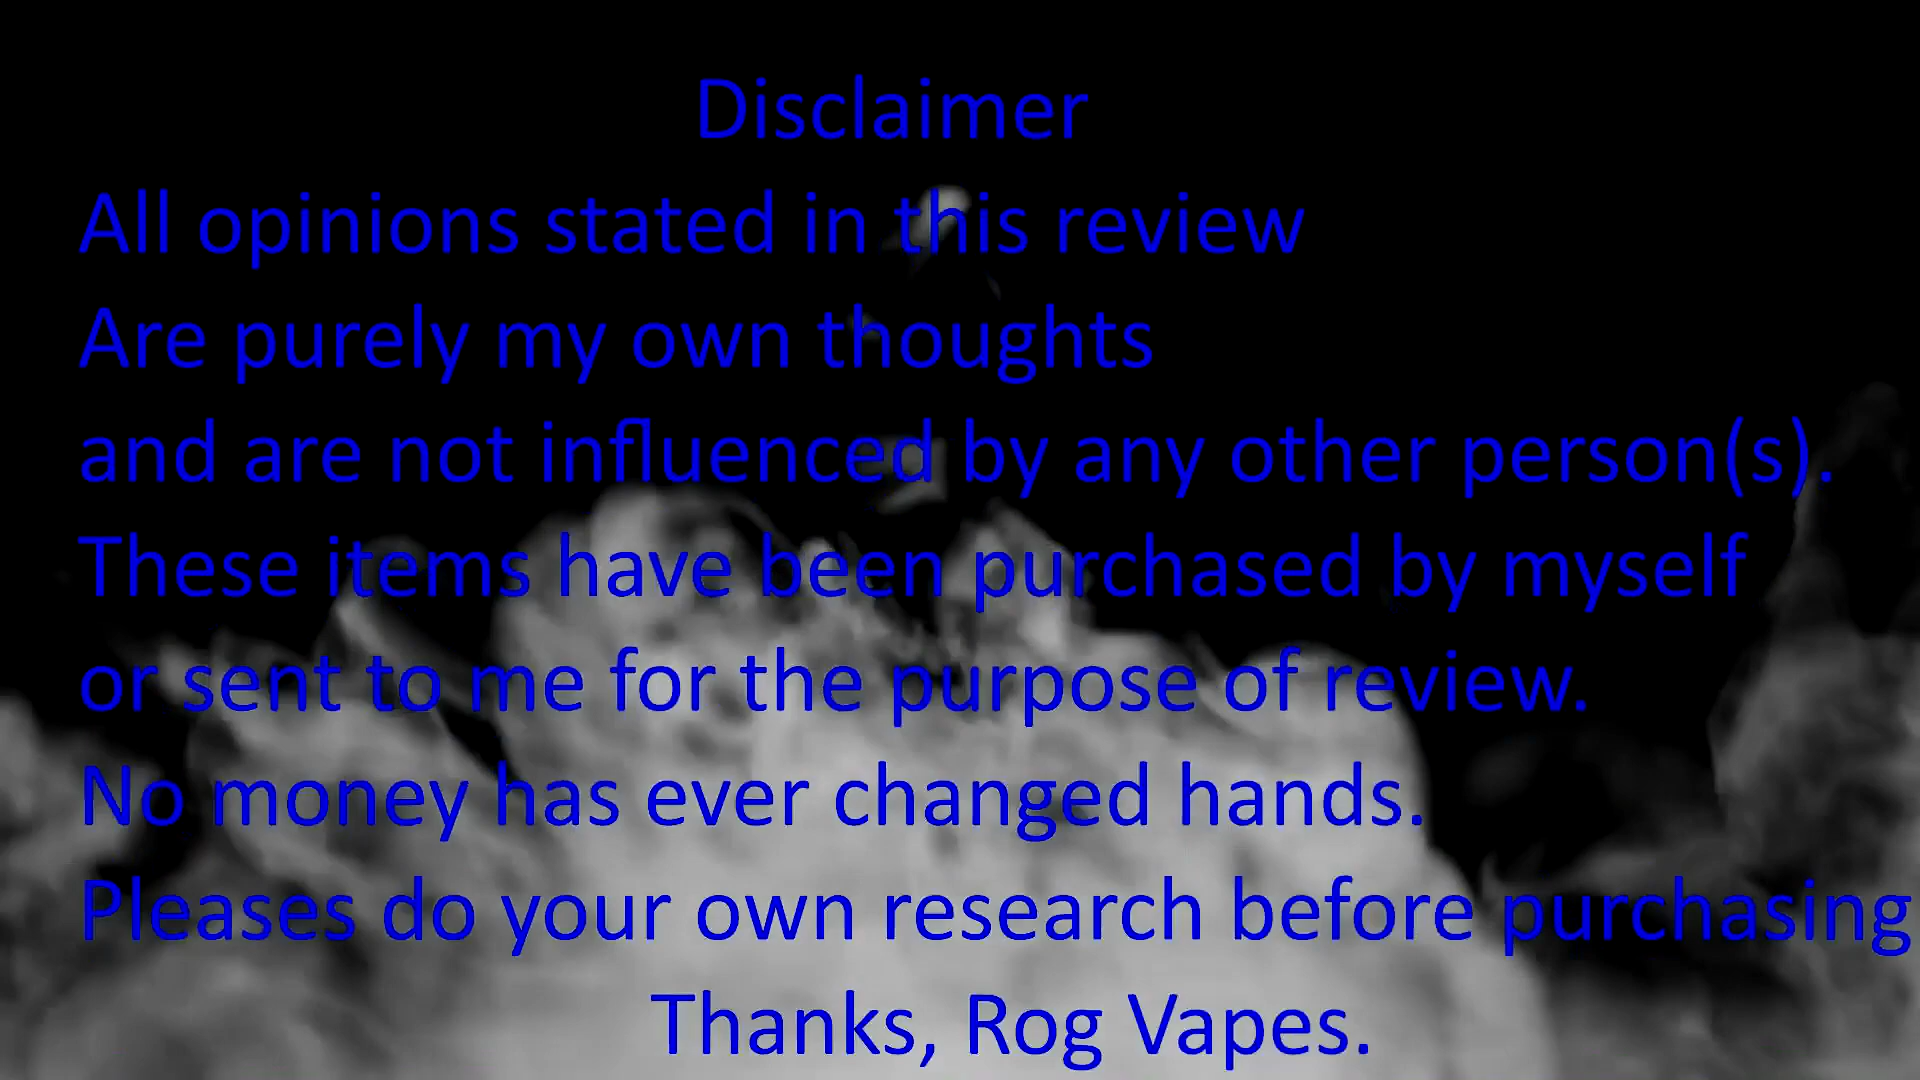 Disclaimer
All opinions stated in this review
Are purely my own thoughts
and are not influenced by any other person(s).
These items have been purchased by myself
or sent to me for the purpose of review.
No money has ever changed hands.
Pleases do your own research before purchasing
Thanks, Rog Vapes.